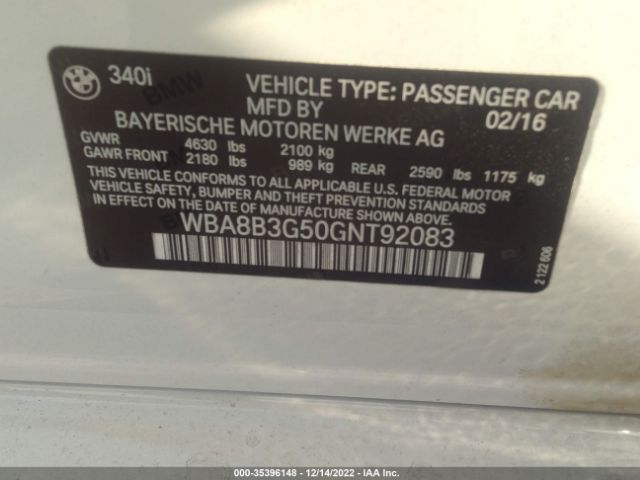 340i
VEHICLE TYPE: PASSENGER CAR
MFD BY 02/16
BAYERISCHE MOTOREN WERKE AG
GVWR 4630 lbs 2100 kg
GAWR FRONT 2180 lbs 989 kg REAR 2590 lbs 1175 kg
THIS VEHICLE CONFORMS TO ALL APPLICABLE U.S. FEDERAL MOTOR
VEHICLE SAFETY, BUMPER AND THEFT PREVENTION STANDARDS
IN EFFECT ON THE DATE OF MANUFACTURE SHOWN ABOVE.
WBA8B3G50GNT92083
2 122 606
BMW
000-35396148 - 12/14/2022 - IAA Inc.